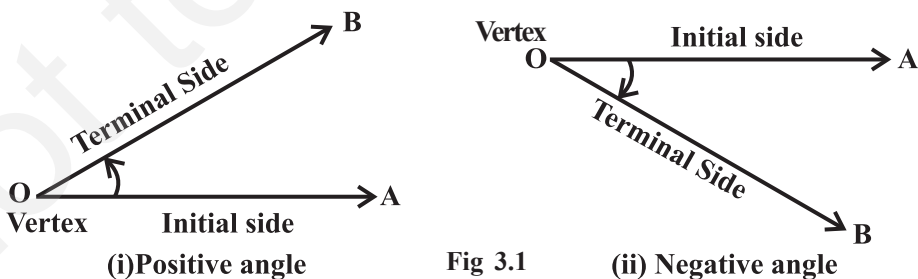 B
Terminal Side
O
A
Vertex
Initial side
(i)Positive angle
Vertex
O
Initial side
A
Terminal Side
B
(ii) Negative angle
Fig 3.1